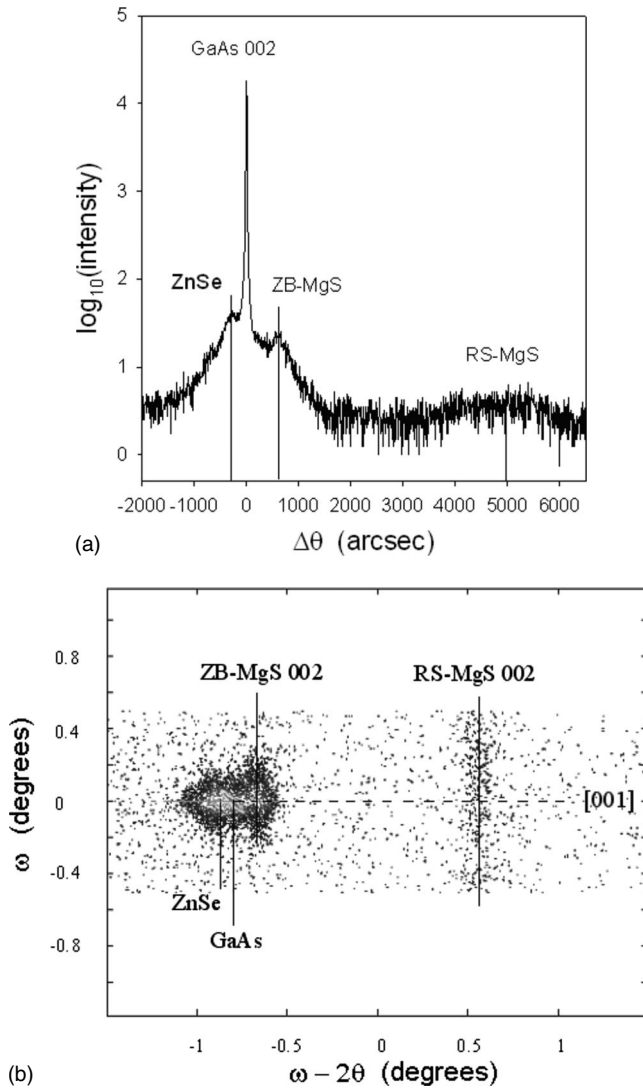 5
GaAs 002
4
3
log10(intensity)
2
ZnSe
ZB-MgS
RS-MgS
1
0
-2000 -1000 0 1000 2000 3000 4000 5000 6000
(a)
Δθ (arcsec)
0.8
ZB-MgS 002 RS-MgS 002
0.4
ω (degrees)
0
[001]
-0.4
ZnSe
GaAs
-0.8
-1 -0.5 0 0.5 1
(b)
ω – 2θ (degrees)